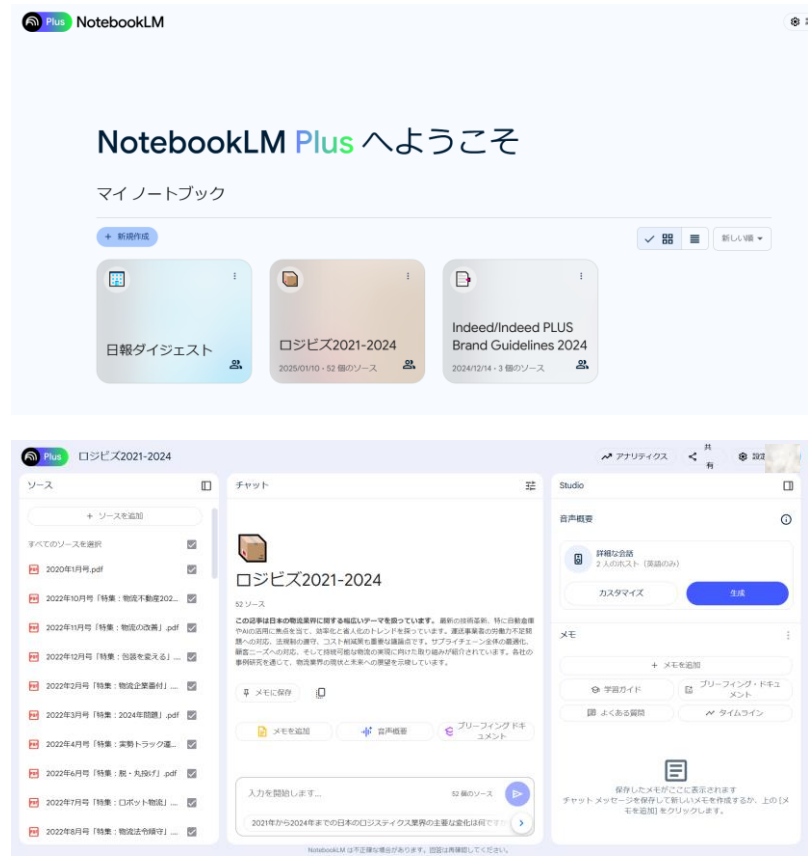 Plus NotebookLM
NotebookLM Plus へようこそ
マイ ノートブック
+ 新規作成
新しい順
日報ダイジェスト
ロジビズ2021-2024
2025/01/10・52 個のソース
Indeed/Indeed PLUS
Brand Guidelines 2024
2024/12/14・3 個のソース
Plus ロジビズ2021-2024
アナリティクス
共
有
設定
ソース
+ ソースを追加
すべてのソースを選択
PDF 2020年1月号.pdf
PDF 2022年10月号「特集：物流不動産202...
PDF 2022年11月号「特集：物流の改善」.pdf
PDF 2022年12月号「特集：包装を変える」...
PDF 2022年2月号「特集：物流企業番付」....
PDF 2022年3月号「特集：2024年問題」.pdf
PDF 2022年4月号「特集：実勢トラック運...
PDF 2022年6月号「特集：脱・丸投げ」.pdf
PDF 2022年7月号「特集：ロボット物流」....
PDF 2022年8月号「特集：物流法令順守」....
チャット
ロジビズ2021-2024
52 ソース
この記事は日本の物流業界に関する幅広いテーマを扱っています。最新の技術革新、特に自動倉庫
やAIの活用に焦点を当て、効率化と省人化のトレンドを探っています。運送事業者の労働力不足問
題への対応、法規制の遵守、コスト削減策も重要な議論点です。サプライチェーン全体の最適化、
顧客ニーズへの対応、そして持続可能な物流の実現に向けた取り組みが紹介されています。各社の
事例研究を通じて、物流業界の現状と未来への展望を示唆しています。
メモに保存
メモを追加
音声概要
ブリーフィング ドキ
ュメント
入力を開始します...
52 個のソース
2021年から2024年までの日本のロジスティクス業界の主要な変化は何ですか
NotebookLM は不正確な場合があります。回答は再確認してください。
Studio
音声概要
詳細な会話
2 人のホスト（英語のみ）
カスタマイズ
生成
メモ
+ メモを追加
学習ガイド
ブリーフィング・ドキュ
メント
よくある質問
タイムライン
保存したメモがここに表示されます
チャット メッセージを保存して新しいメモを作成するか、上の [メ
モを追加] をクリックします。